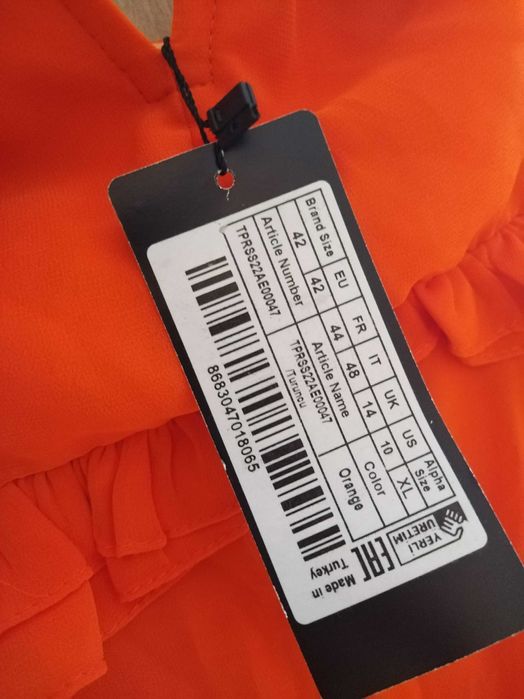 Brand Size EU FR IT UK US Alpha Size
42 42 44 48 14 10 XL
Article Number Article Name Color
TPRSS22AE00047 TPRSS22AE00047 /Turuncu Orange
8683047018065
YERLİ
ÜRETİM
EAC
Made in
Turkey